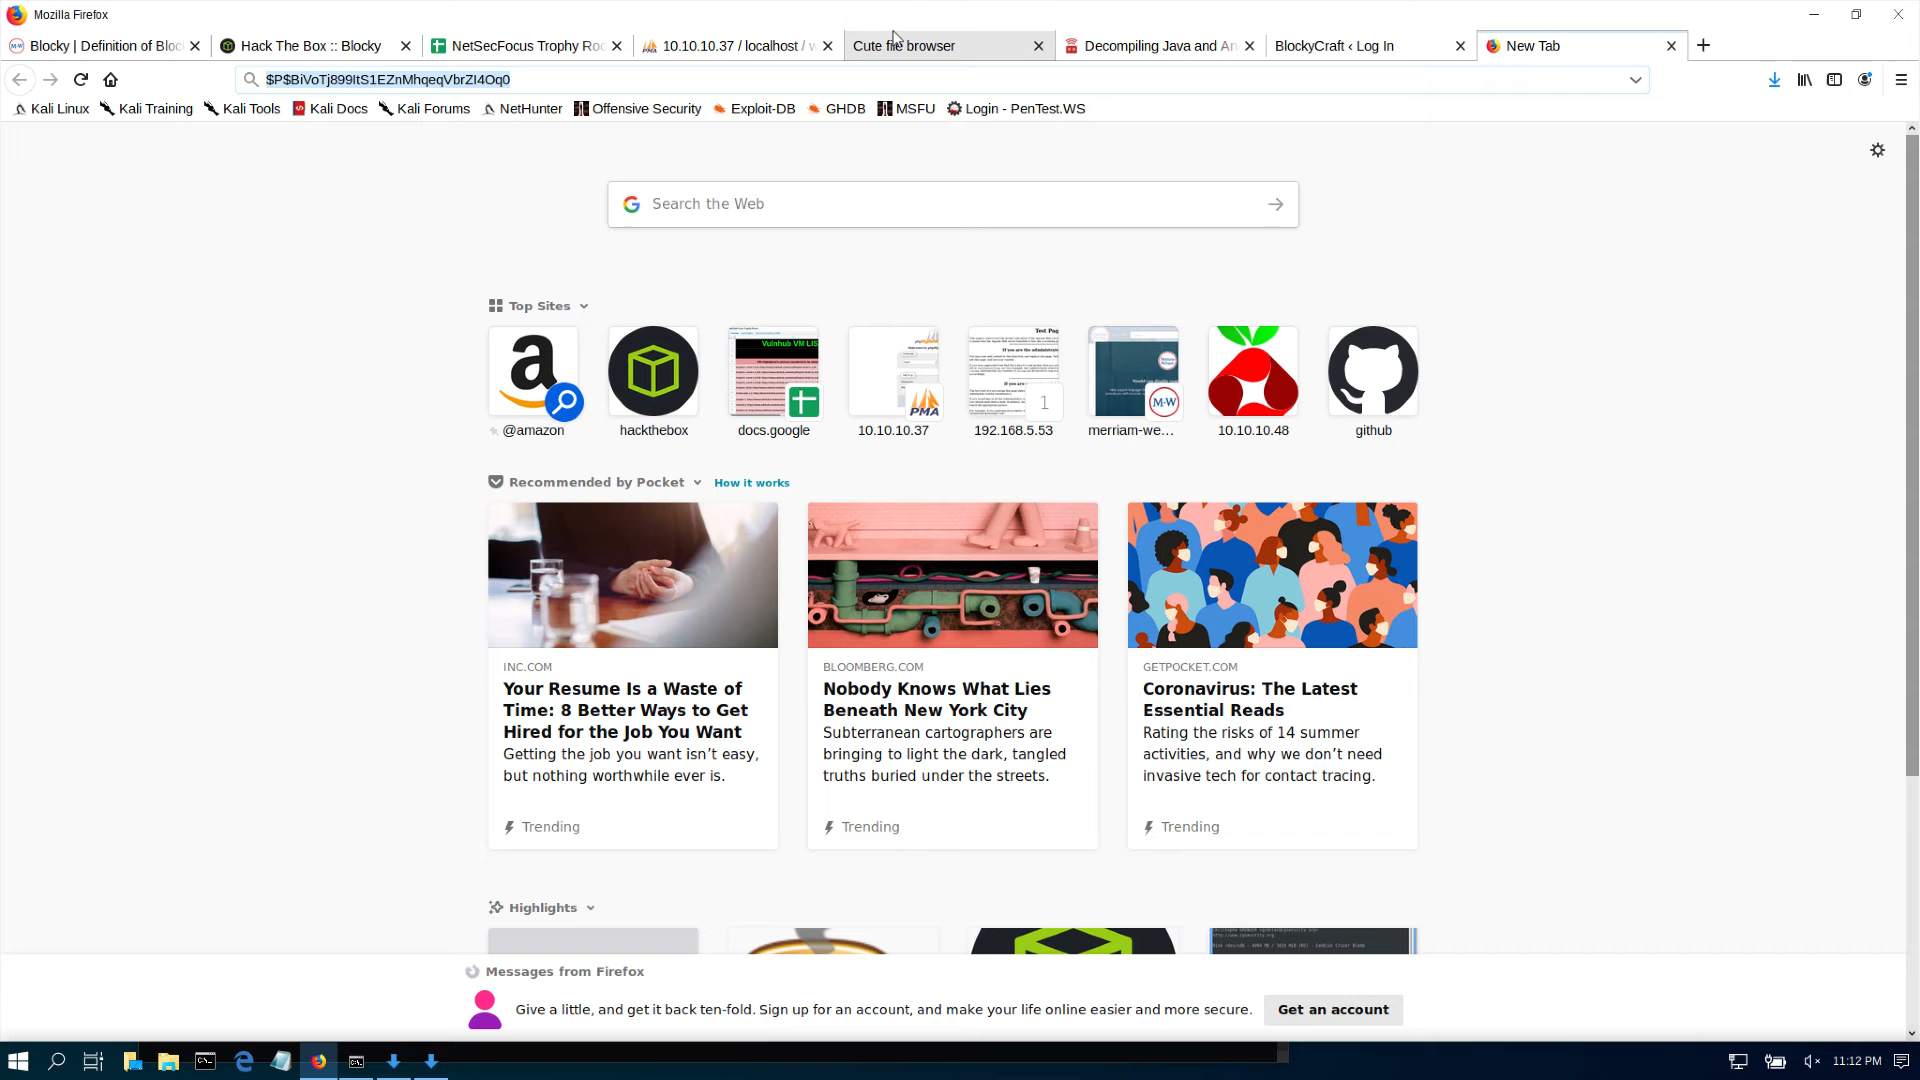 Mozilla Firefox
Blocky | Definition of Bloc
Hack The Box :: Blocky
NetSecFocus Trophy Roo
10.10.10.37 / localhost / w
Cute file browser
Decompiling Java and An
BlockyCraft ‹ Log In
New Tab
$P$BiVoTj899ItS1EZnMhqeqVbrZI4Oq0
Kali Linux
Kali Training
Kali Tools
Kali Docs
Kali Forums
NetHunter
Offensive Security
Exploit-DB
GHDB
MSFU
Login - PenTest.WS
Search the Web
Top Sites
Vulnhub VM LIS
Test Pag
PMA
1
M-W
@amazon
hackthebox
docs.google
10.10.10.37
192.168.5.53
merriam-we...
10.10.10.48
github
Recommended by Pocket
How it works
INC.COM
Your Resume Is a Waste of
Time: 8 Better Ways to Get
Hired for the Job You Want
Getting the job you want isn’t easy,
but nothing worthwhile ever is.
Trending
BLOOMBERG.COM
Nobody Knows What Lies
Beneath New York City
Subterranean cartographers are
bringing to light the dark, tangled
truths buried under the streets.
Trending
GETPOCKET.COM
Coronavirus: The Latest
Essential Reads
Rating the risks of 14 summer
activities, and why we don’t need
invasive tech for contact tracing.
Trending
Highlights
Messages from Firefox
Give a little, and get it back ten-fold. Sign up for an account, and make your life online easier and more secure.
Get an account
11:12 PM